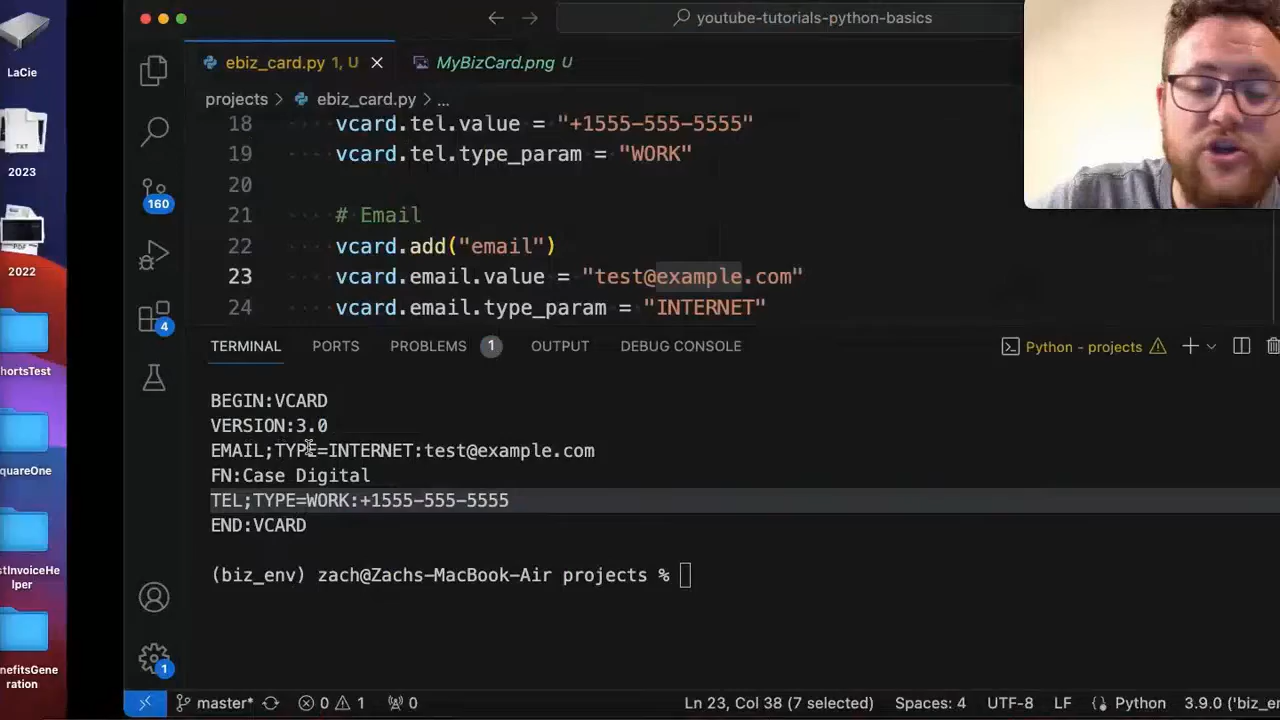 youtube-tutorials-python-basics
LaCie
TXT
2023
PDF
2022
hortsTest
quareOne
stInvoiceHe
lper
nefitsGene
ration
ebiz_card.py 1, U
MyBizCard.png U
projects > ebiz_card.py > ...
18 vcard.tel.value = "+1555-555-5555"
19 vcard.tel.type_param = "WORK"
20
21 # Email
22 vcard.add("email")
23 vcard.email.value = "test@example.com"
24 vcard.email.type_param = "INTERNET"
160
4
1
TERMINAL PORTS PROBLEMS 1 OUTPUT DEBUG CONSOLE
Python - projects
BEGIN:VCARD
VERSION:3.0
EMAIL;TYPE=INTERNET:test@example.com
FN:Case Digital
TEL;TYPE=WORK:+1555-555-5555
END:VCARD
(biz_env) zach@Zachs-MacBook-Air projects %
master* 0 1 0 Ln 23, Col 38 (7 selected) Spaces: 4 UTF-8 LF Python 3.9.0 ('biz_en